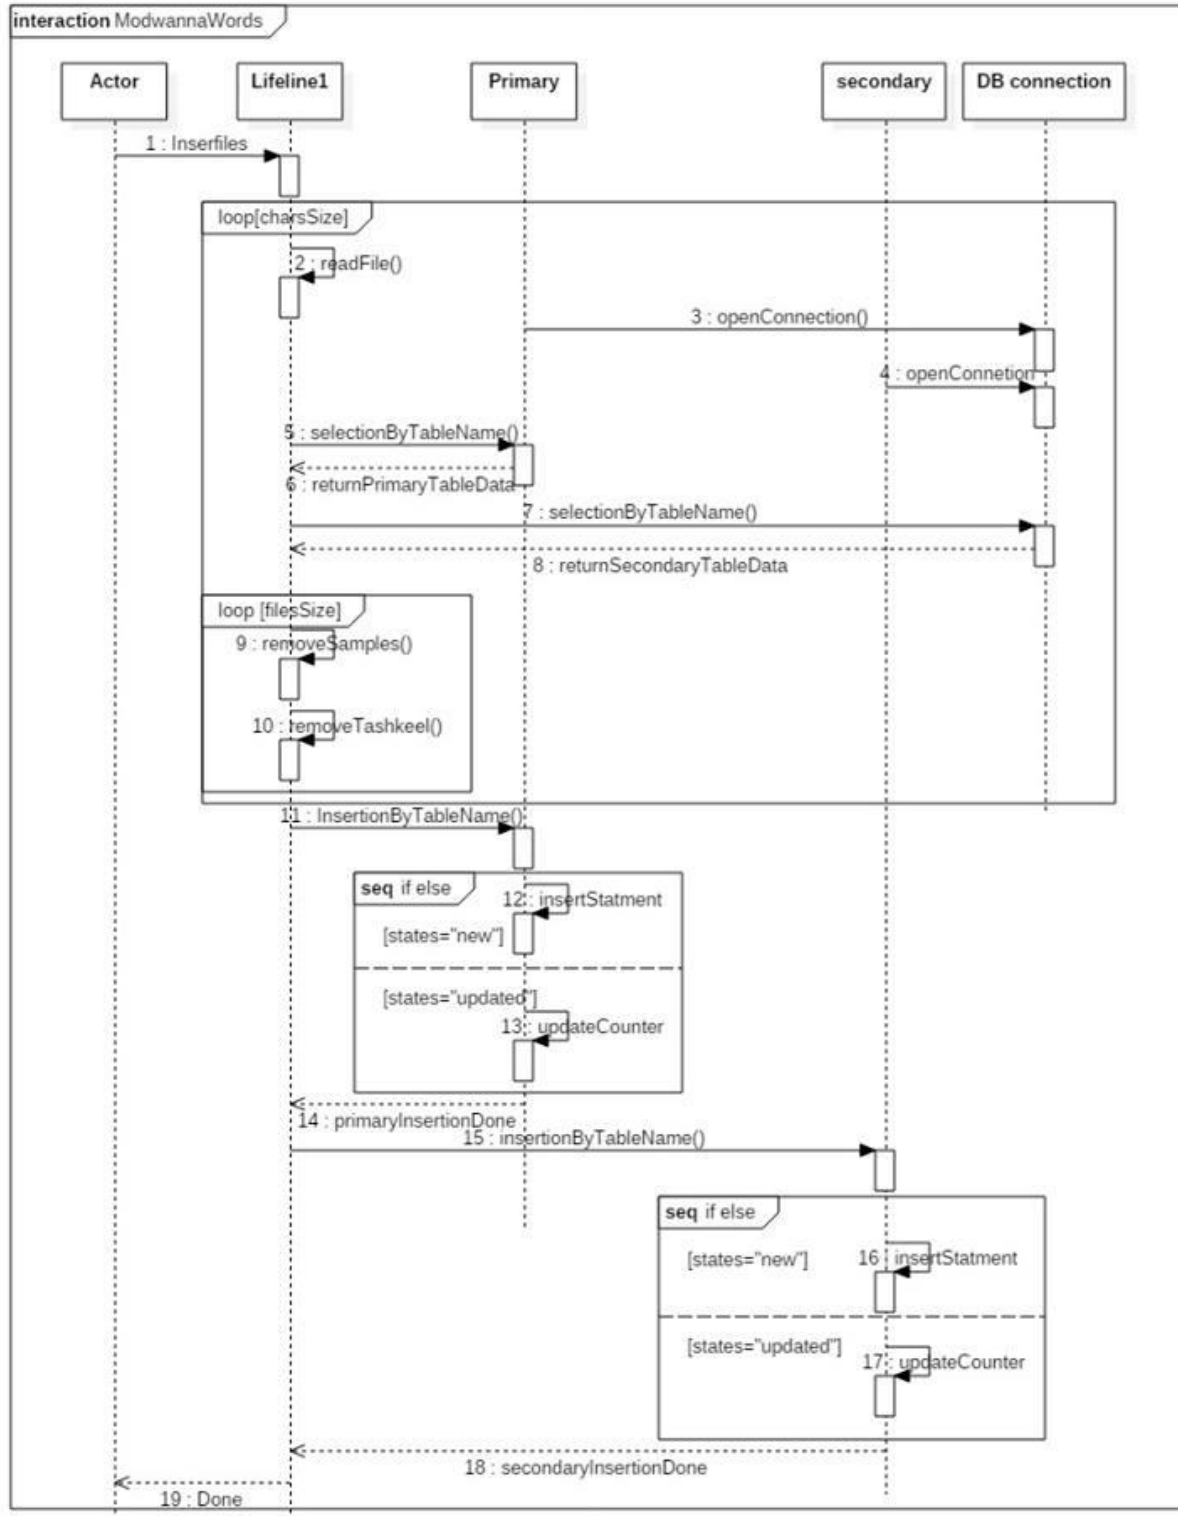 interaction ModwannaWords
Actor
Lifeline1
Primary
secondary
DB connection
1 : Inserfiles
loop[charsSize]
2 : readFile()
3 : openConnection()
4 : openConnetion
5 : selectionByTableName()
6 : returnPrimaryTableData
7 : selectionByTableName()
8 : returnSecondaryTableData
loop [filesSize]
9 : removeSamples()
10 : removeTashkeel()
11 : InsertionByTableName()
seq if else
12 : insertStatment
[states="new"]
[states="updated"]
13 : updateCounter
14 : primaryInsertionDone
15 : insertionByTableName()
seq if else
[states="new"]
16 : insertStatment
[states="updated"]
17 : updateCounter
18 : secondaryInsertionDone
19 : Done